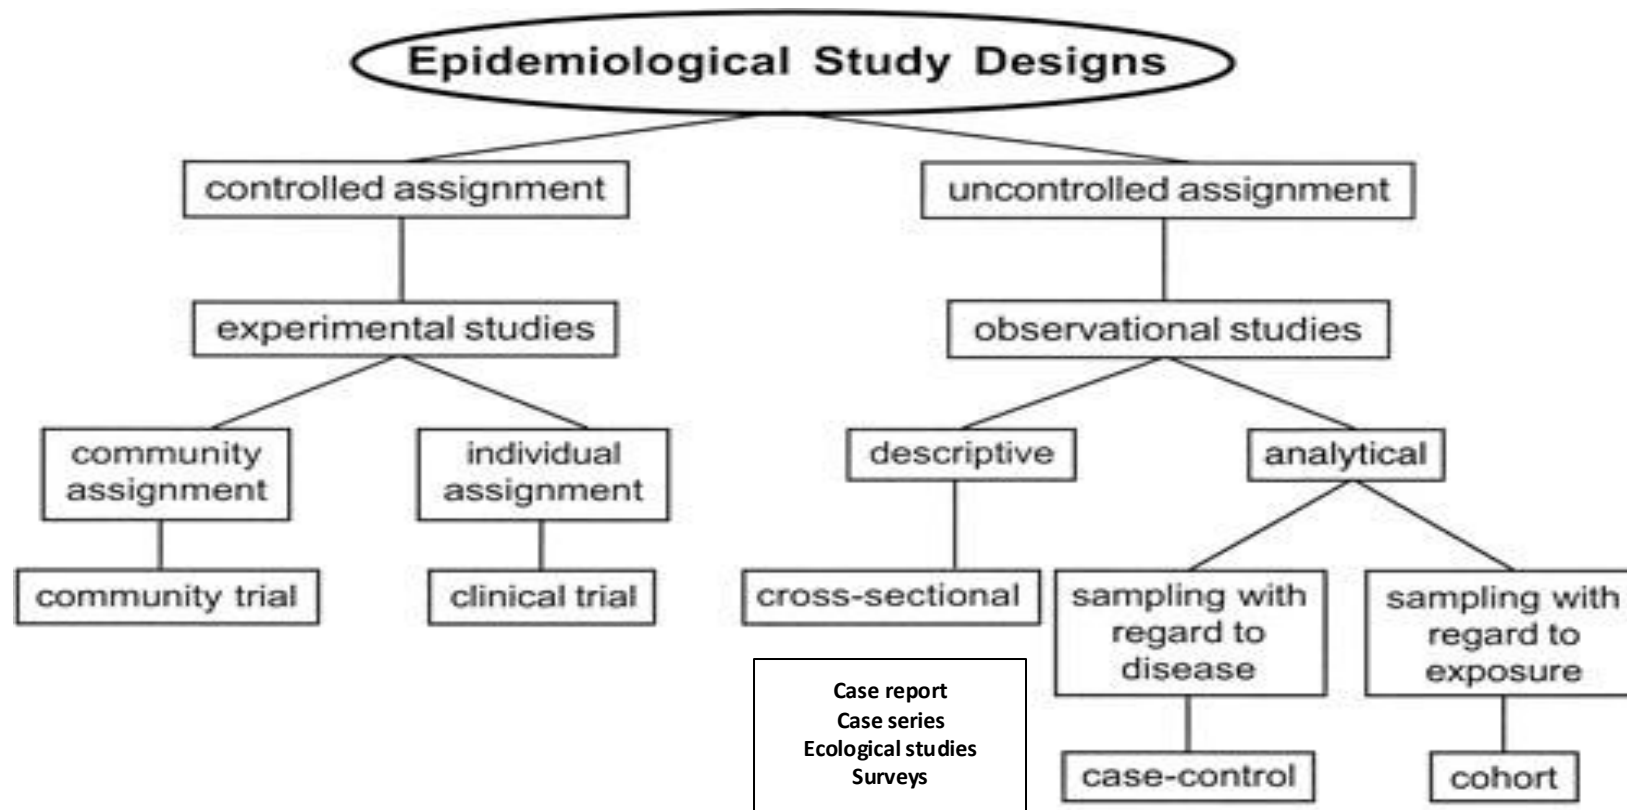 Epidemiological Study Designs
controlled assignment
uncontrolled assignment
experimental studies
observational studies
community
assignment
individual
assignment
descriptive
analytical
community trial
clinical trial
cross-sectional
sampling with
regard to
disease
sampling with
regard to
exposure
Case report
Case series
Ecological studies
Surveys
case-control
cohort